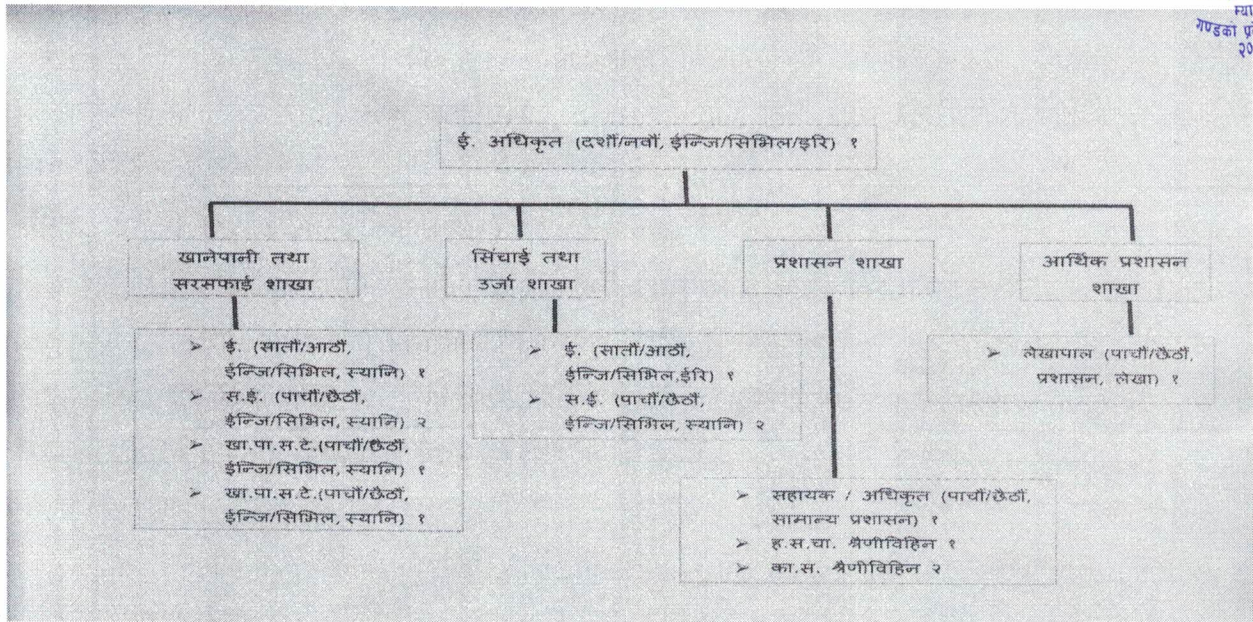 गण्डकी
ई. अधिकृत (दशौं/नवौं, ईन्जि/सिभिल/इरि) १
खानेपानी तथा
सरसफाई शाखा
सिंचाई तथा
उर्जा शाखा
प्रशासन शाखा
आर्थिक प्रशासन
शाखा
➢ ई. (सातौं/आठौं,
ईन्जि/सिभिल, स्यानि) १
➢ स.ई. (पाचौं/छैठौं,
ईन्जि/सिभिल, स्यानि) २
➢ खा.पा.स.टे.(पाचौं/छैठौं,
ईन्जि/सिभिल, स्यानि) १
➢ खा.पा.स.टे.(पाचौं/छैठौं,
ईन्जि/सिभिल, स्यानि) १
➢ ई. (सातौं/आठौं,
ईन्जि/सिभिल,ईरि) १
➢ स.ई. (पाचौं/छैठौं,
ईन्जि/सिभिल, स्यानि) २
➢ सहायक / अधिकृत (पाचौं/छैठौं,
सामान्य प्रशासन) १
➢ ह.स.चा. श्रैणीविहिन १
➢ का.स. श्रैणीविहिन २
➢ लेखापाल (पाचौं/छैठौं,
प्रशासन, लेखा) १